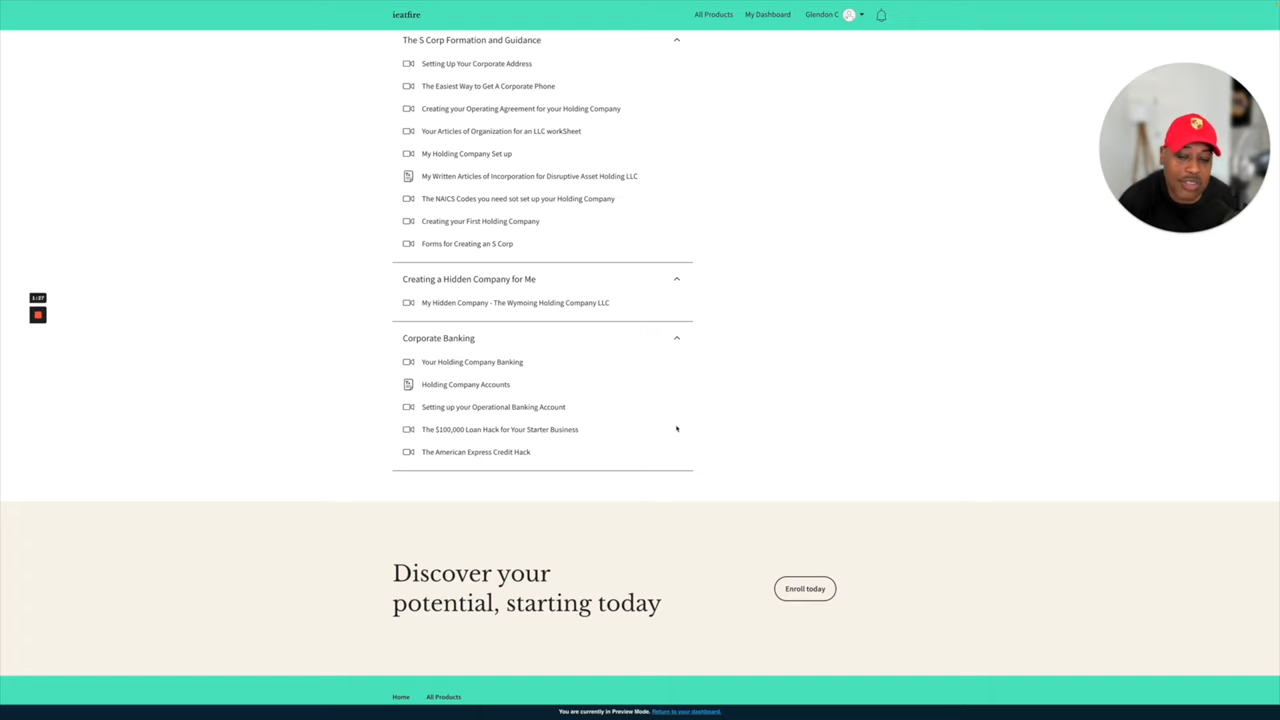 ieatfire
All Products
My Dashboard
Glendon C
The S Corp Formation and Guidance
Setting Up Your Corporate Address
The Easiest Way to Get A Corporate Phone
Creating your Operating Agreement for your Holding Company
Your Articles of Organization for an LLC workSheet
My Holding Company Set up
My Written Articles of Incorporation for Disruptive Asset Holding LLC
The NAICS Codes you need sot set up your Holding Company
Creating your First Holding Company
Forms for Creating an S Corp
Creating a Hidden Company for Me
My Hidden Company - The Wymoing Holding Company LLC
1:27
Corporate Banking
Your Holding Company Banking
Holding Company Accounts
Setting up your Operational Banking Account
The $100,000 Loan Hack for Your Starter Business
The American Express Credit Hack
Discover your
potential, starting today
Enroll today
Home
All Products
You are currently in Preview Mode. Return to your dashboard.